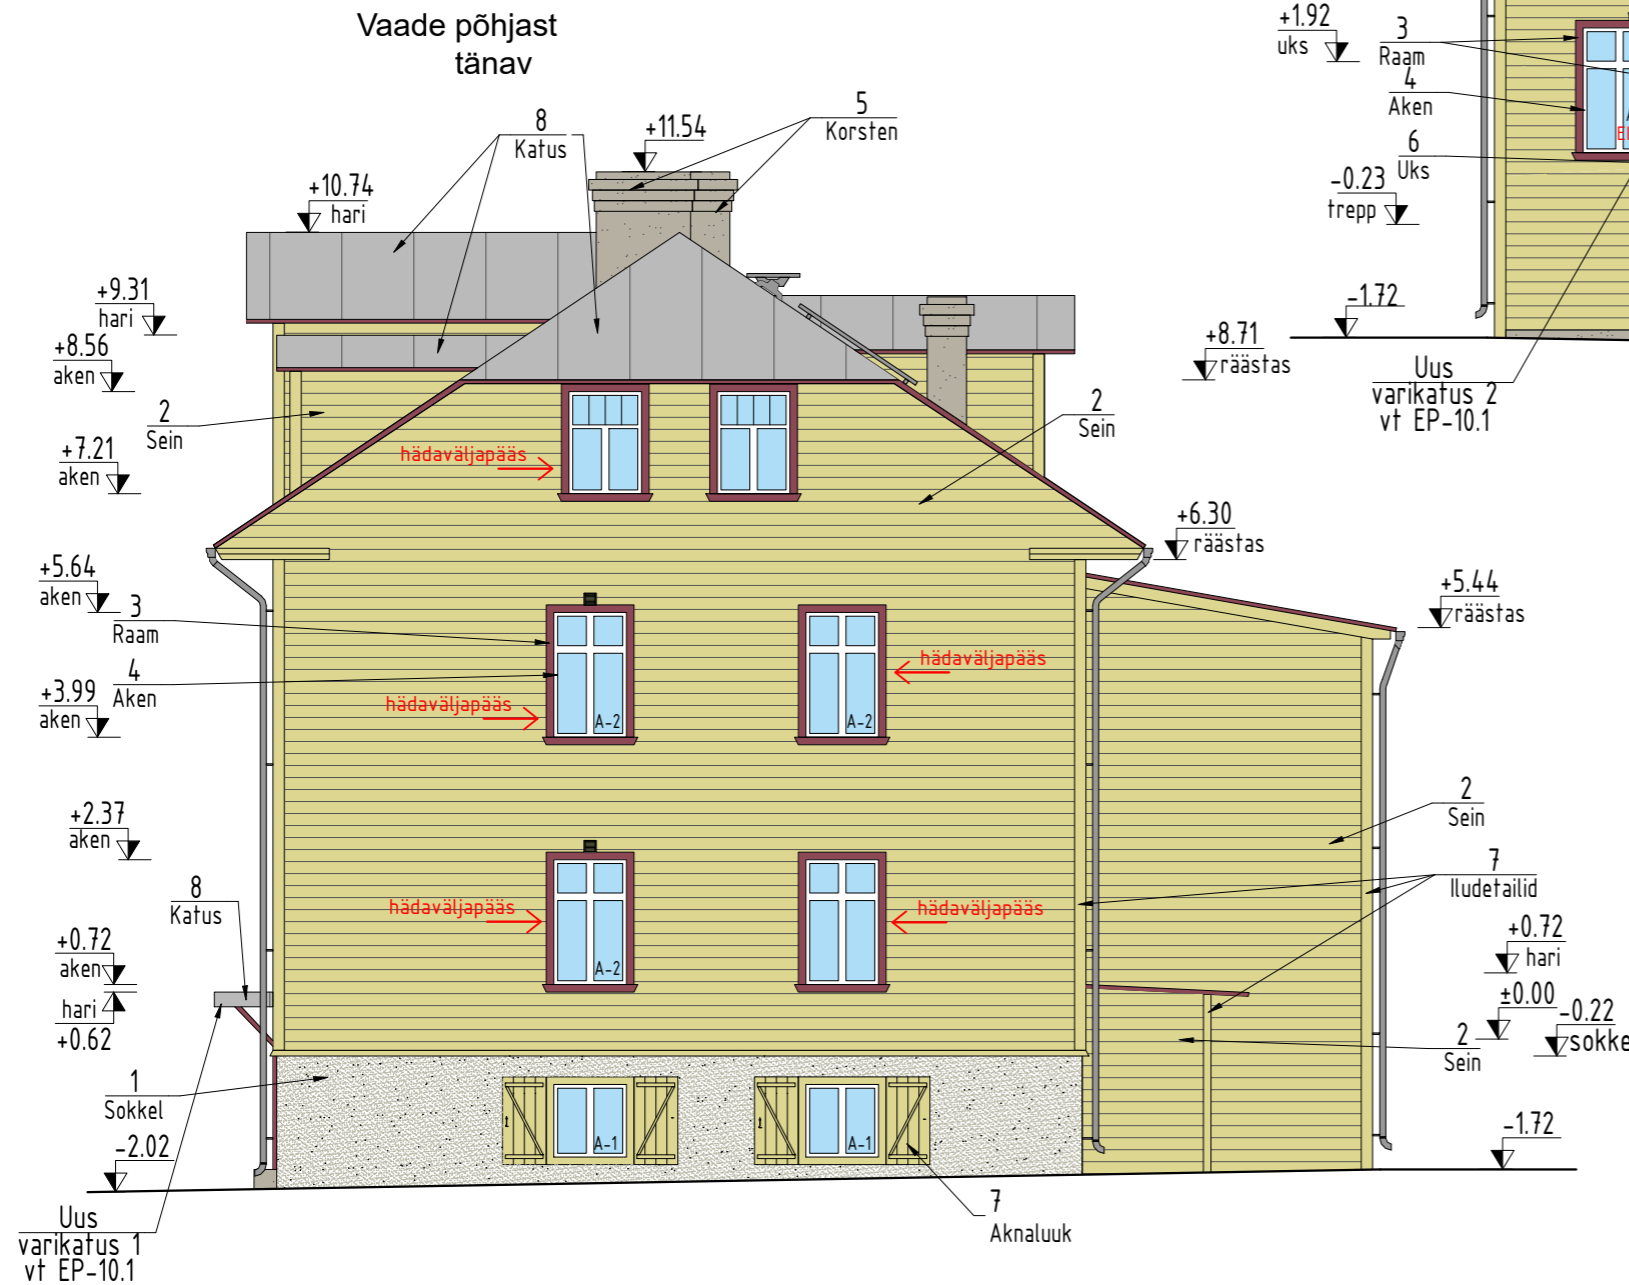 Vaade põhjast
tänav
+1.92
uks
3
Raam
4
Aken
6
Uks
-0.23
trepp
-1.72
Uus
varikatus 2
vt EP-10.1
8
Katus
5
Korsten
+11.54
+10.74
hari
+9.31
hari
+8.56
aken
2
Sein
+7.21
aken
hädaväljapääs
2
Sein
+8.71
räästas
+6.30
räästas
+5.64
aken
3
Raam
4
Aken
+3.99
aken
hädaväljapääs
A-2
hädaväljapääs
A-2
+5.44
räästas
+2.37
aken
2
Sein
7
Iludetailid
8
Katus
hädaväljapääs
A-2
hädaväljapääs
+0.72
aken
hari
+0.62
+0.72
hari
±0.00
-0.22
2
Sein
1
Sokkel
-2.02
A-1
A-1
-1.72
7
Aknaluuk
Uus
varikatus 1
vt EP-10.1